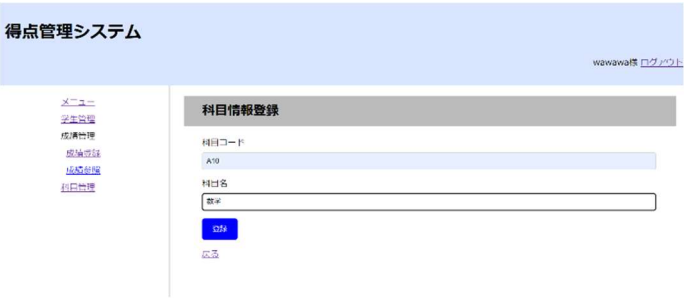 得点管理システム
wawawa様 ログアウト
メニュー
学生管理
成績管理
成績登録
成績参照
科目管理
科目情報登録
科目コード
A10
科目名
数学
登録
戻る